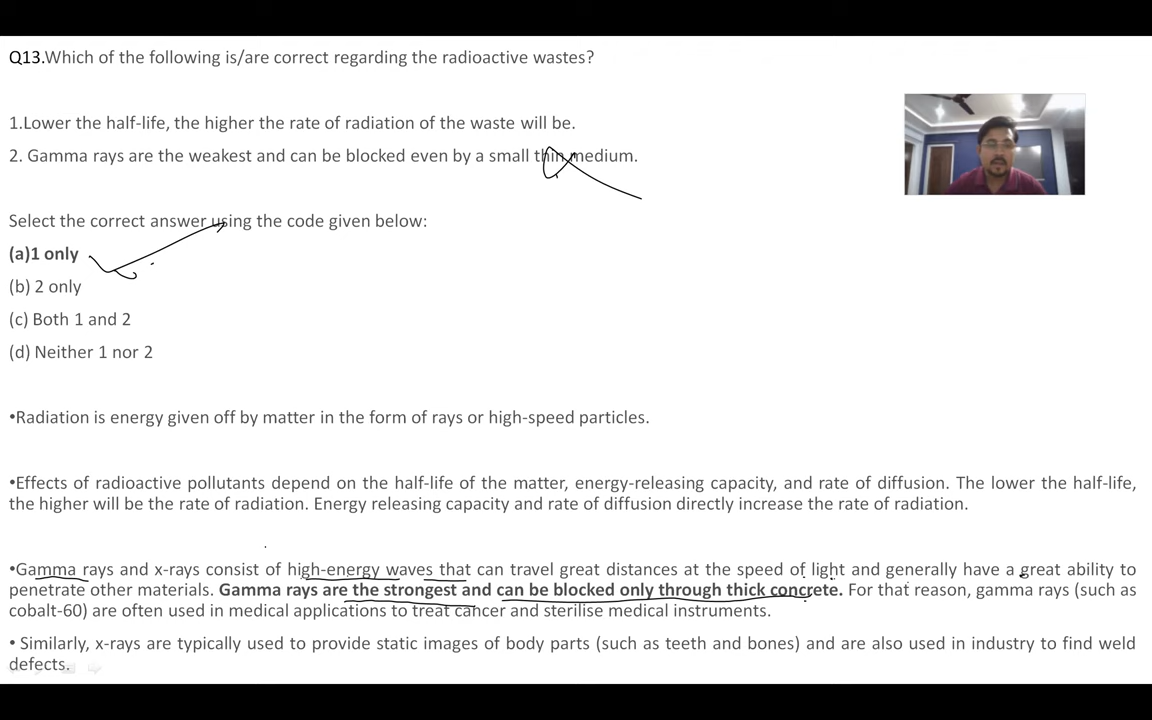 Q13.Which of the following is/are correct regarding the radioactive wastes?
1.Lower the half-life, the higher the rate of radiation of the waste will be.
2. Gamma rays are the weakest and can be blocked even by a small thin medium.
Select the correct answer using the code given below:
(a)1 only
(b) 2 only
(c) Both 1 and 2
(d) Neither 1 nor 2
•Radiation is energy given off by matter in the form of rays or high-speed particles.
•Effects of radioactive pollutants depend on the half-life of the matter, energy-releasing capacity, and rate of diffusion. The lower the half-life,
the higher will be the rate of radiation. Energy releasing capacity and rate of diffusion directly increase the rate of radiation.
•Gamma rays and x-rays consist of high-energy waves that can travel great distances at the speed of light and generally have a great ability to
penetrate other materials. Gamma rays are the strongest and can be blocked only through thick concrete. For that reason, gamma rays (such as
cobalt-60) are often used in medical applications to treat cancer and sterilise medical instruments.
• Similarly, x-rays are typically used to provide static images of body parts (such as teeth and bones) and are also used in industry to find weld
defects.